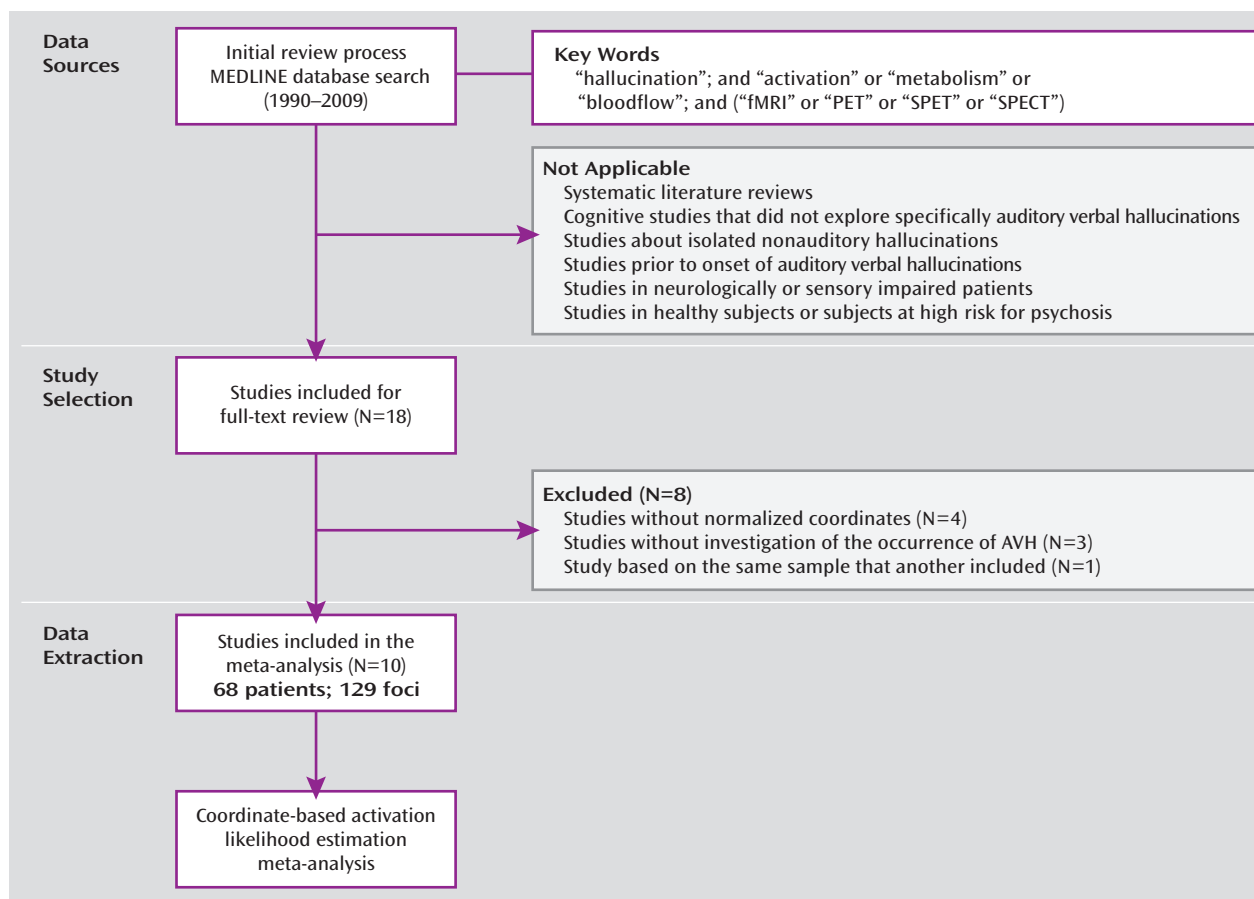 Data
Sources
Initial review process
MEDLINE database search
(1990–2009)
Key Words
“hallucination”; and “activation” or “metabolism” or
“bloodflow”; and (“fMRI” or “PET” or “SPET” or “SPECT”)
Not Applicable
Systematic literature reviews
Cognitive studies that did not explore specifically auditory verbal hallucinations
Studies about isolated nonauditory hallucinations
Studies prior to onset of auditory verbal hallucinations
Studies in neurologically or sensory impaired patients
Studies in healthy subjects or subjects at high risk for psychosis
Study
Selection
Studies included for
full-text review (N=18)
Excluded (N=8)
Studies without normalized coordinates (N=4)
Studies without investigation of the occurrence of AVH (N=3)
Study based on the same sample that another included (N=1)
Data
Extraction
Studies included in the
meta-analysis (N=10)
68 patients; 129 foci
Coordinate-based activation
likelihood estimation
meta-analysis